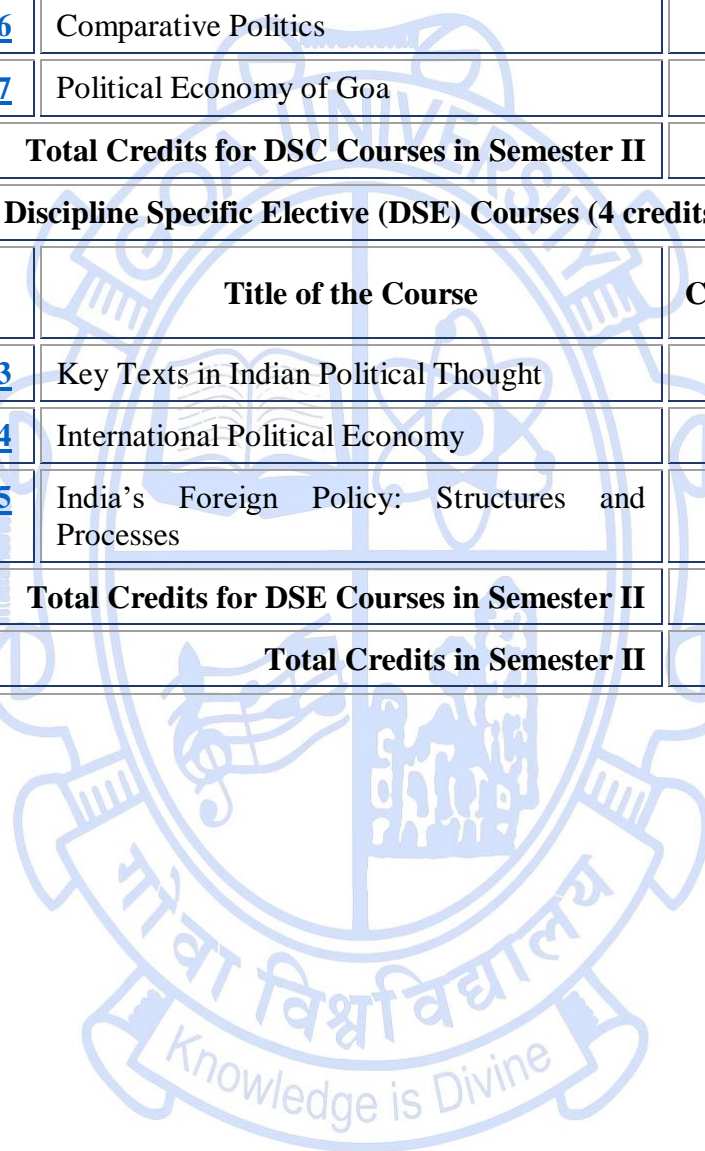 6 Comparative Politics
7 Political Economy of Goa
Total Credits for DSC Courses in Semester II
Discipline Specific Elective (DSE) Courses (4 credits
Title of the Course C
3 Key Texts in Indian Political Thought
4 International Political Economy
5 India’s Foreign Policy: Structures and
Processes
Total Credits for DSE Courses in Semester II
Total Credits in Semester II
GOA UNIVERSITY
गोंवा विश्वविद्यालय
Knowledge is Divine